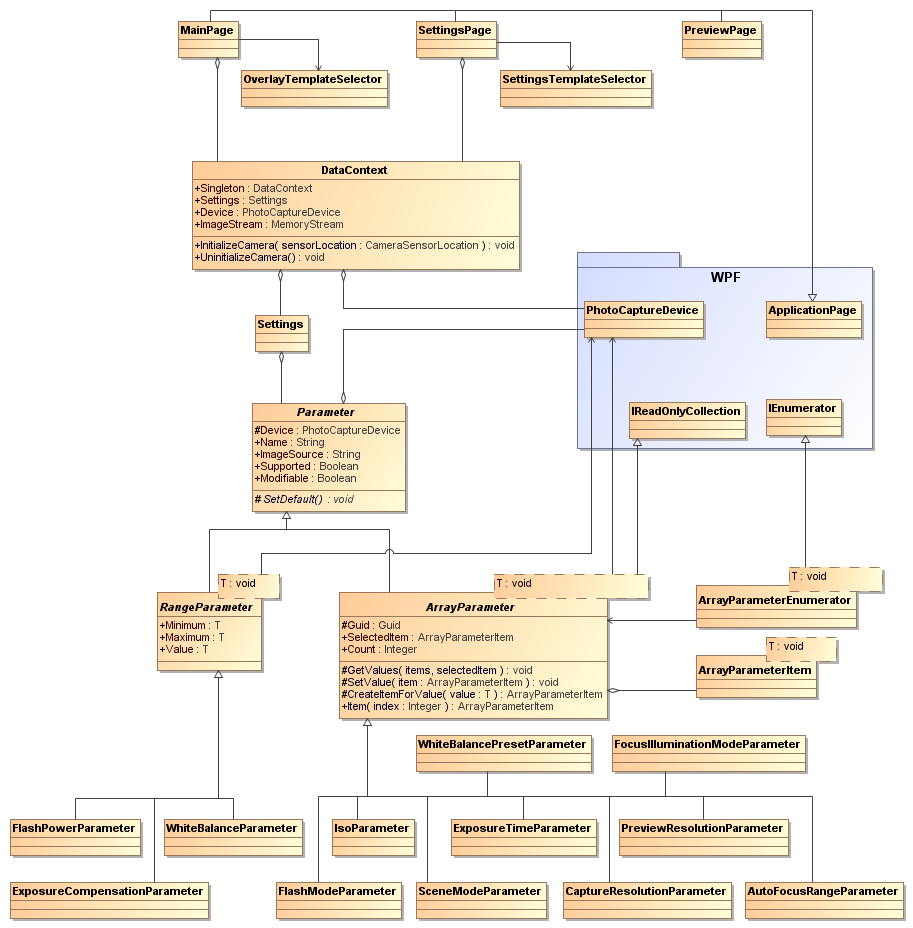 MainPage
SettingsPage
PreviewPage
OverlayTemplateSelector
SettingsTemplateSelector
DataContext
+Singleton : DataContext
+Settings : Settings
+Device : PhotoCaptureDevice
+ImageStream : MemoryStream
+InitializeCamera( sensorLocation : CameraSensorLocation ) : void
+UninitializeCamera() : void
WPF
PhotoCaptureDevice
ApplicationPage
Settings
IReadOnlyCollection
IEnumerator
Parameter
#Device : PhotoCaptureDevice
+Name : String
+ImageSource : String
+Supported : Boolean
+Modifiable : Boolean
# SetDefault() : void
T : void
RangeParameter
+Minimum : T
+Maximum : T
+Value : T
T : void
ArrayParameter
#Guid : Guid
+SelectedItem : ArrayParameterItem
+Count : Integer
#GetValues( items, selectedItem ) : void
#SetValue( item : ArrayParameterItem ) : void
#CreateItemForValue( value : T ) : ArrayParameterItem
+Item( index : Integer ) : ArrayParameterItem
T : void
ArrayParameterEnumerator
T : void
ArrayParameterItem
WhiteBalancePresetParameter
FocusIlluminationModeParameter
FlashPowerParameter
WhiteBalanceParameter
IsoParameter
ExposureTimeParameter
PreviewResolutionParameter
ExposureCompensationParameter
FlashModeParameter
SceneModeParameter
CaptureResolutionParameter
AutoFocusRangeParameter